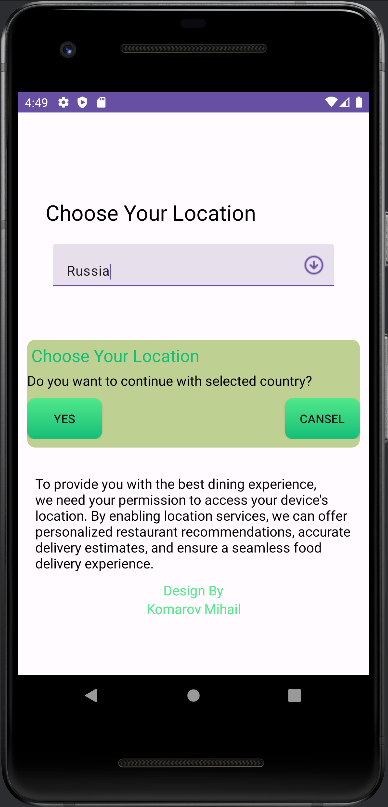 4:49
Choose Your Location
Russia
Choose Your Location
Do you want to continue with selected country?
YES
CANSEL
To provide you with the best dining experience,
we need your permission to access your device's
location. By enabling location services, we can offer
personalized restaurant recommendations, accurate
delivery estimates, and ensure a seamless food
delivery experience.
Design By
Komarov Mihail